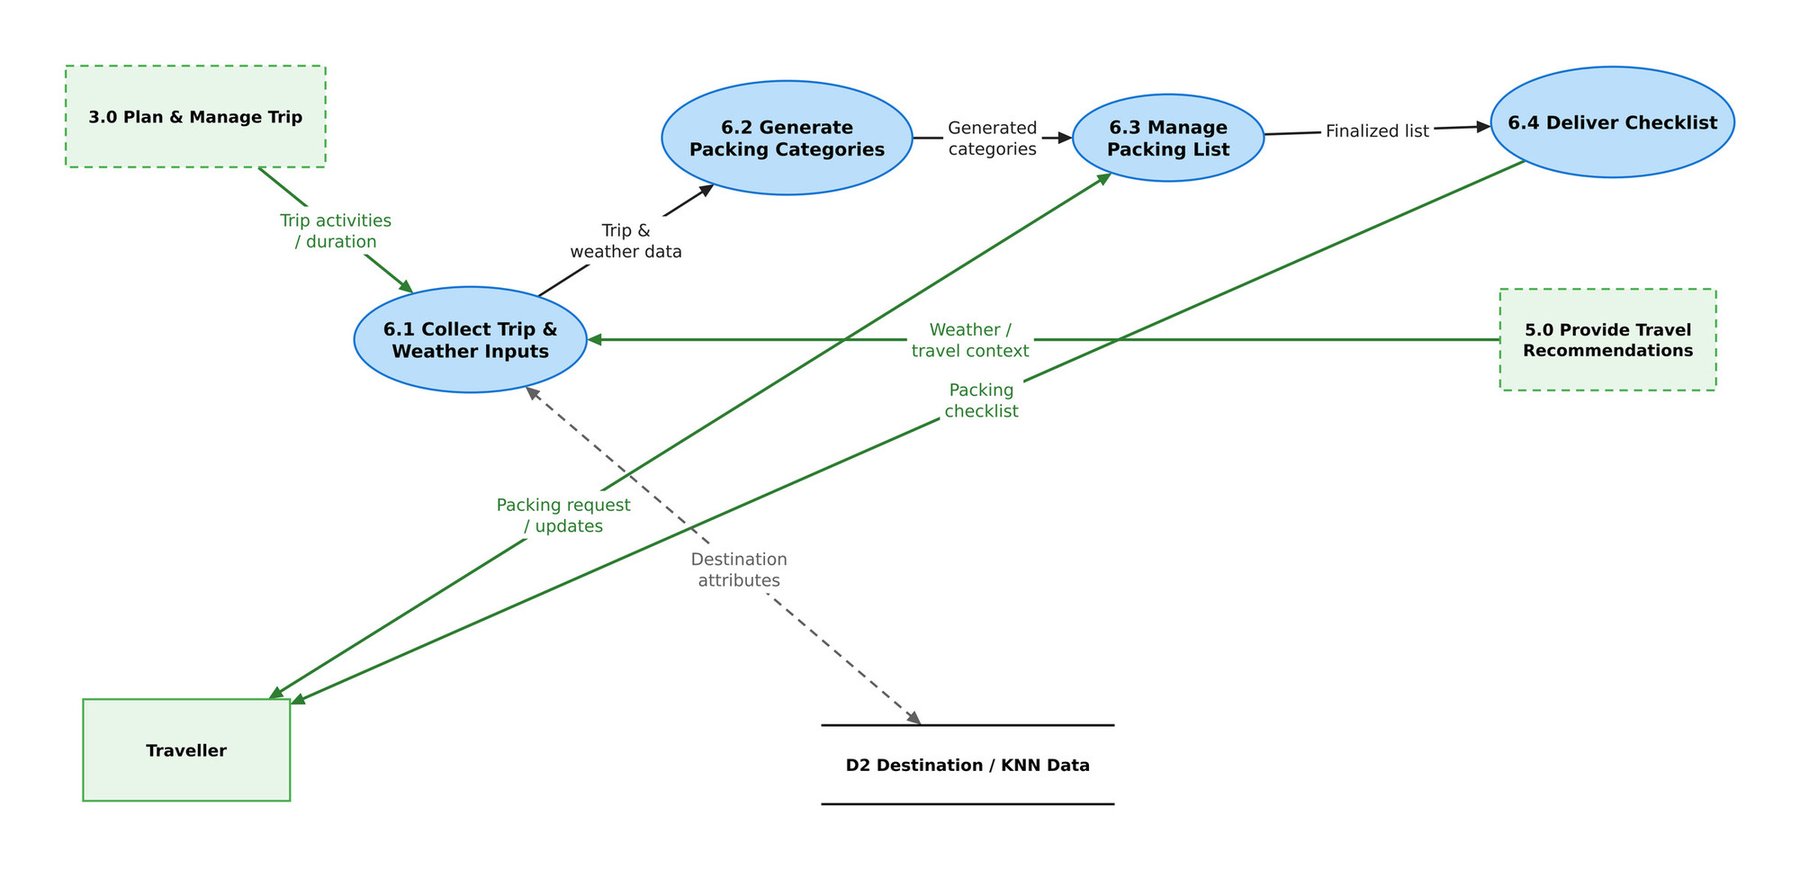 3.0 Plan & Manage Trip
6.2 Generate
Packing Categories
Generated
categories
6.3 Manage
Packing List
Finalized list
6.4 Deliver Checklist
Trip activities
/ duration
Trip &
weather data
6.1 Collect Trip &
Weather Inputs
Weather /
travel context
5.0 Provide Travel
Recommendations
Packing
checklist
Packing request
/ updates
Destination
attributes
Traveller
D2 Destination / KNN Data